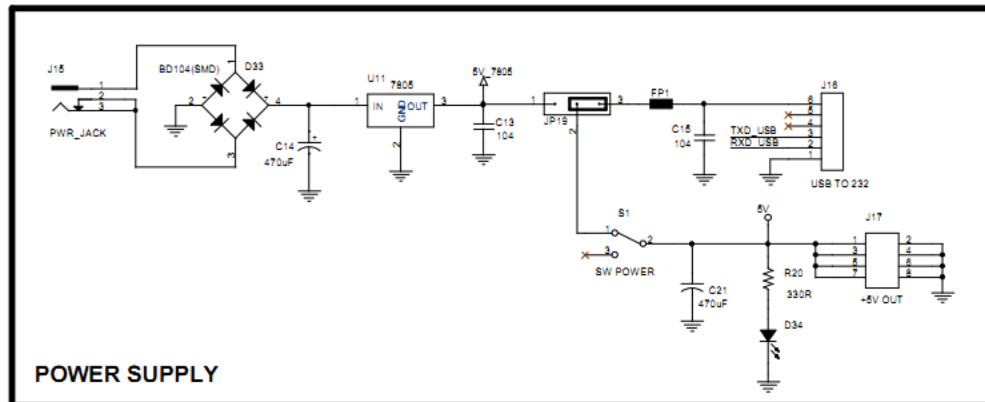 J15
1
2
3
PWR_JACK
BD104(SMD)
D33
1
2
4
3
C14
470uF
U11
7805
1
IN
GND
OUT
3
2
5V_7805
C13
104
1
3
JP19
2
FP1
C15
104
J16
6
5
4
TXD_USB
3
RXD_USB
2
1
USB TO 232
S1
1
2
3
SW POWER
C21
470uF
5V
R20
330R
D34
J17
1
2
3
4
5
6
7
8
+5V OUT
POWER SUPPLY